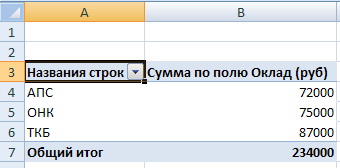 A B
1
2
3 Названия строк Сумма по полю Оклад (руб)
4 АПС 72000
5 ОНК 75000
6 ТКБ 87000
7 Общий итог 234000